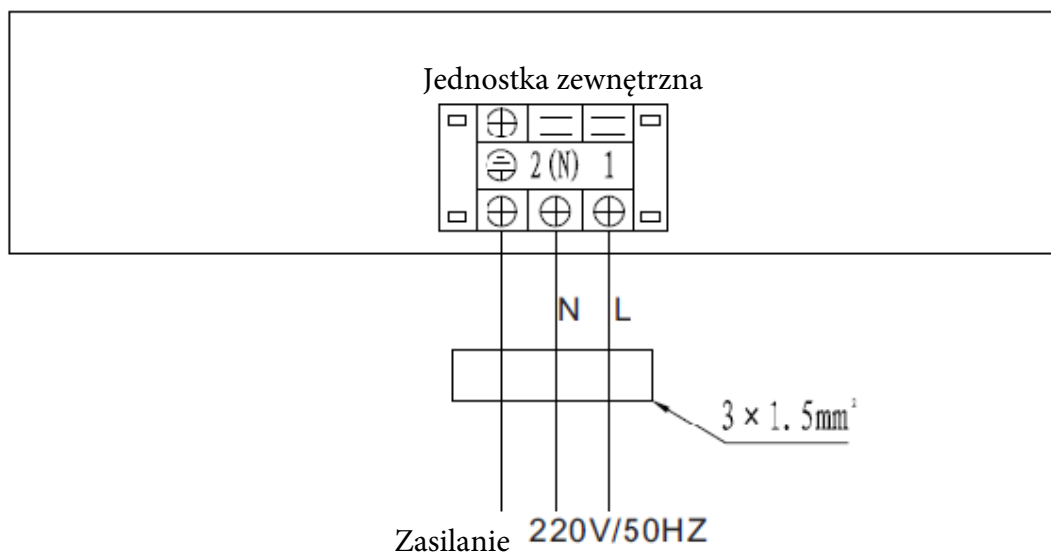 Jednostka zewnętrzna
2(N) 1
N L
3×1.5mm²
Zasilanie 220V/50HZ